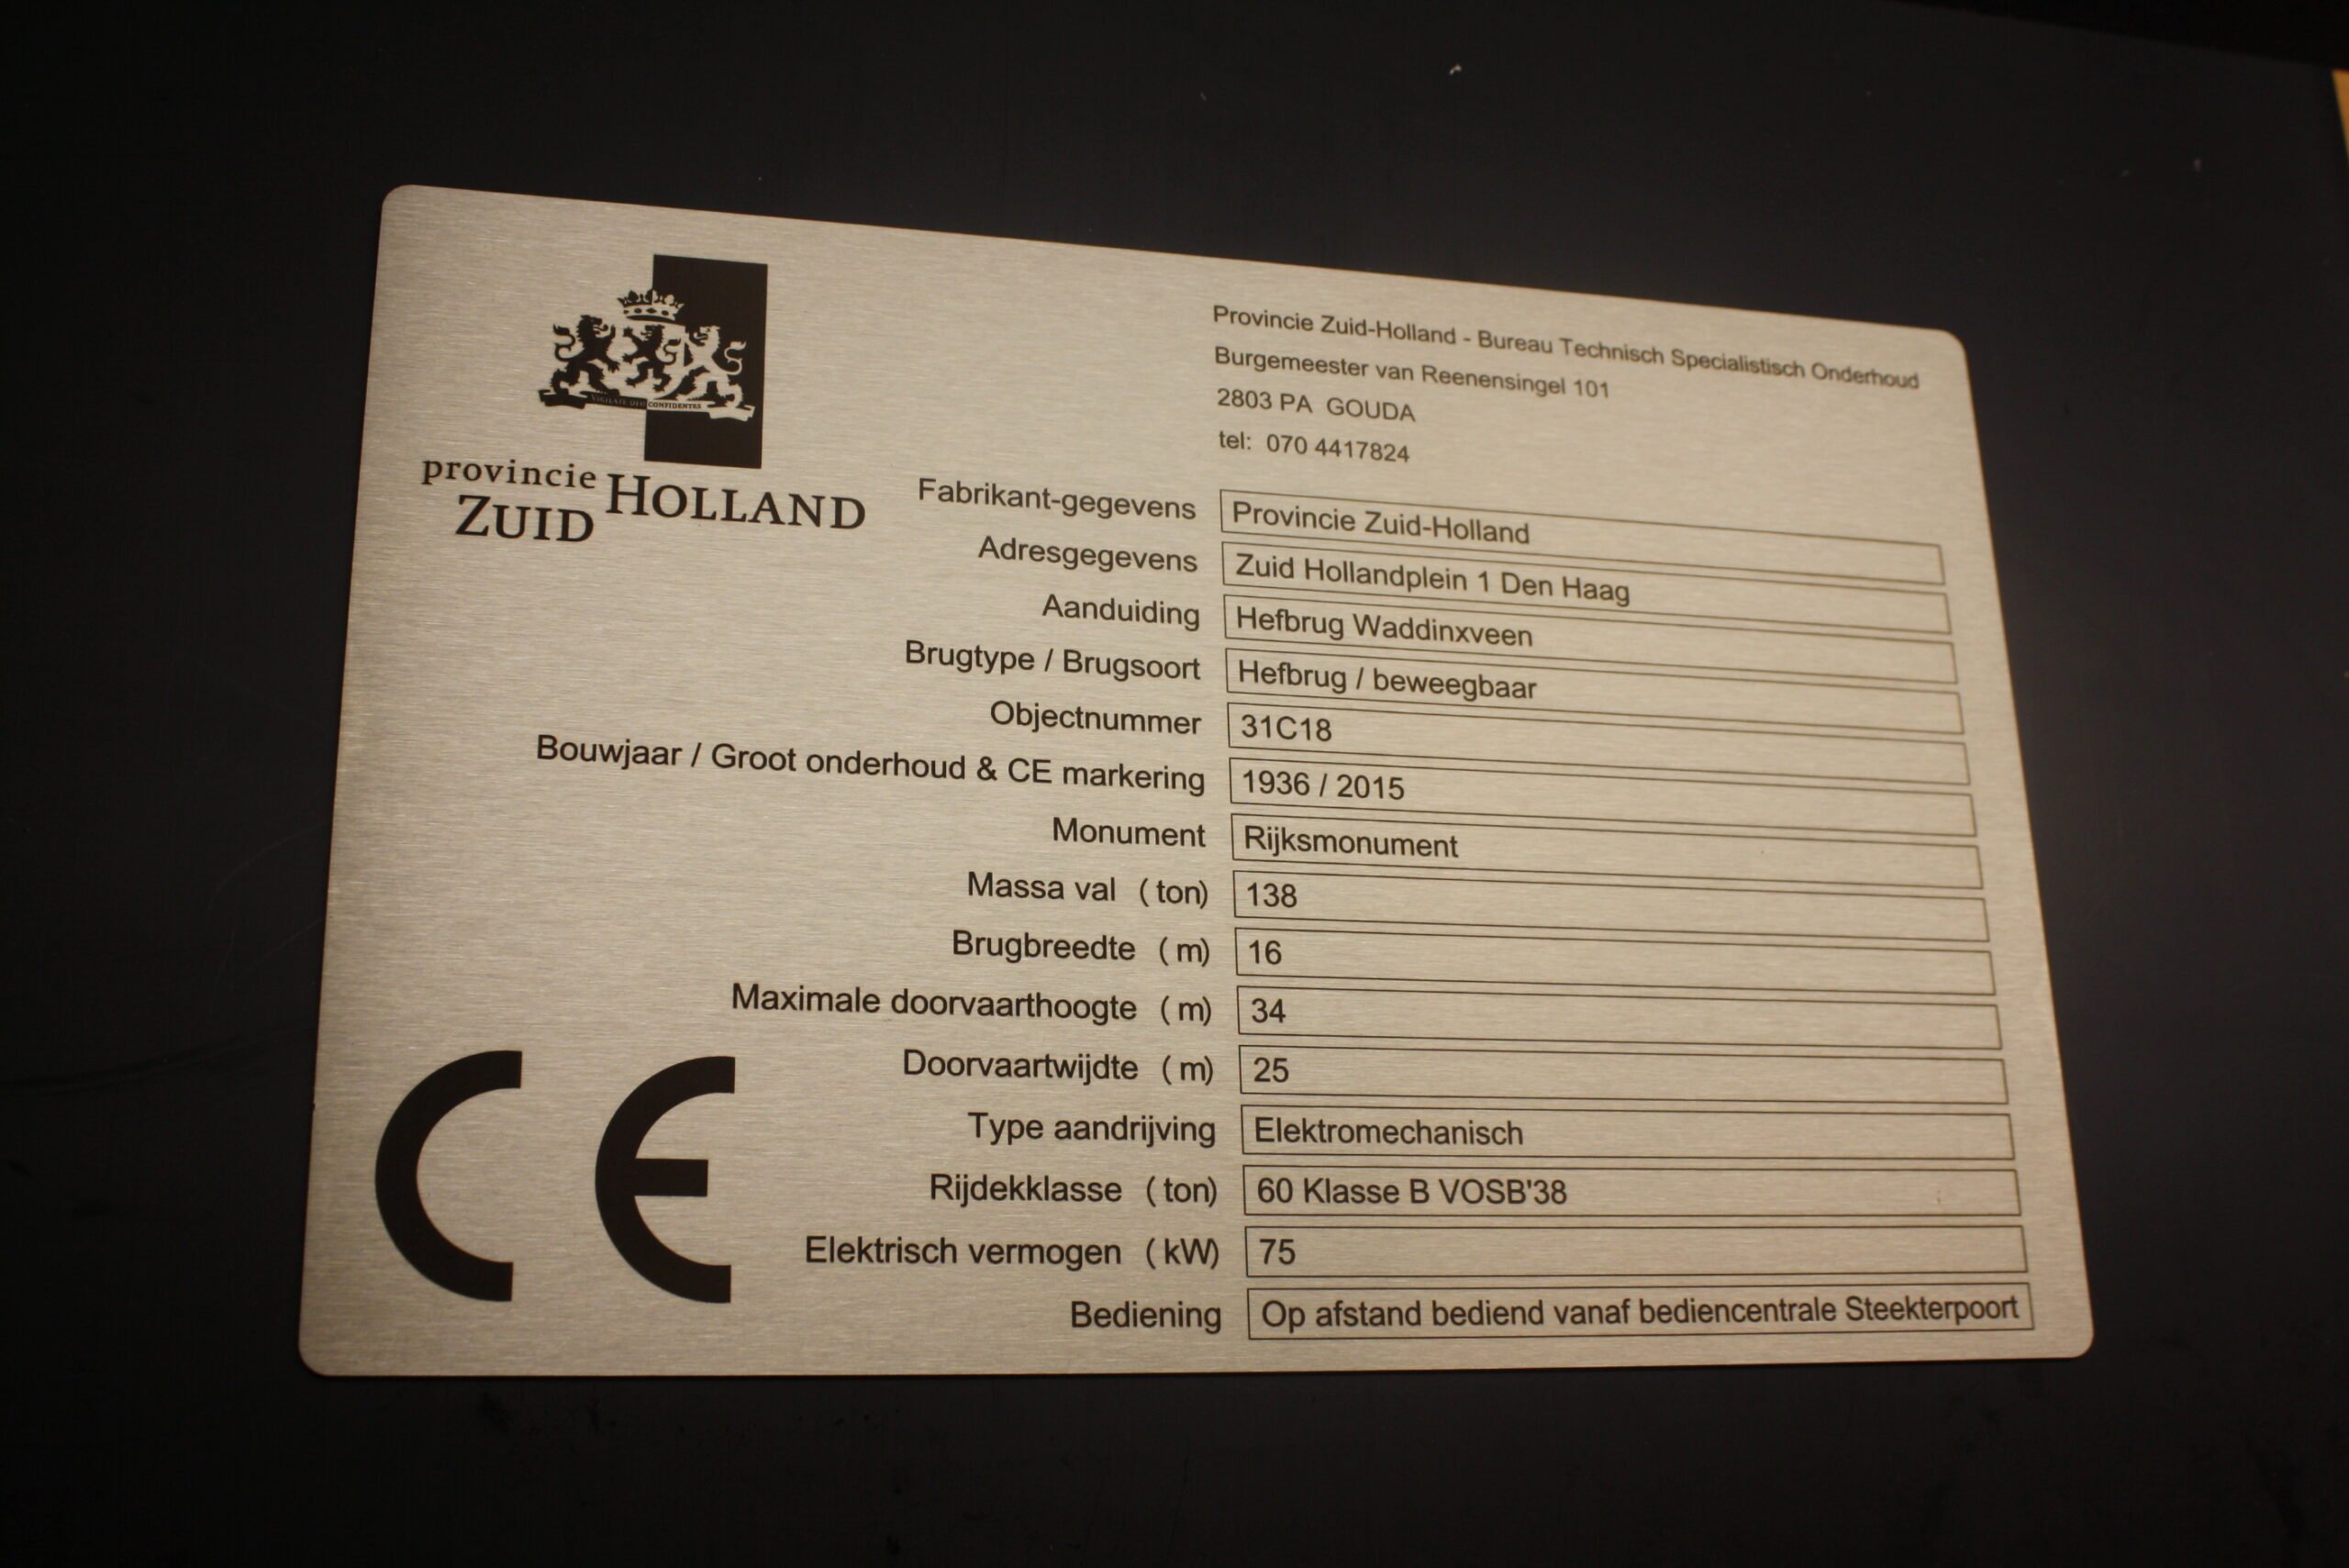 VIGILATE DEO CONFIDENTES
provincie
ZUID HOLLAND
Provincie Zuid-Holland - Bureau Technisch Specialistisch Onderhoud
Burgemeester van Reenensingel 101
2803 PA GOUDA
tel: 070 4417824
Fabrikant-gegevens Provincie Zuid-Holland
Adresgegevens Zuid Hollandplein 1 Den Haag
Aanduiding Hefbrug Waddinxveen
Brugtype / Brugsoort Hefbrug / beweegbaar
Objectnummer 31C18
Bouwjaar / Groot onderhoud & CE markering 1936 / 2015
Monument Rijksmonument
Massa val (ton) 138
Brugbreedte (m) 16
Maximale doorvaarthoogte (m) 34
Doorvaartwijdte (m) 25
Type aandrijving Elektromechanisch
Rijdekklasse (ton) 60 Klasse B VOSB'38
Elektrisch vermogen (kW) 75
Bediening Op afstand bediend vanaf bediencentrale Steekterpoort
CE